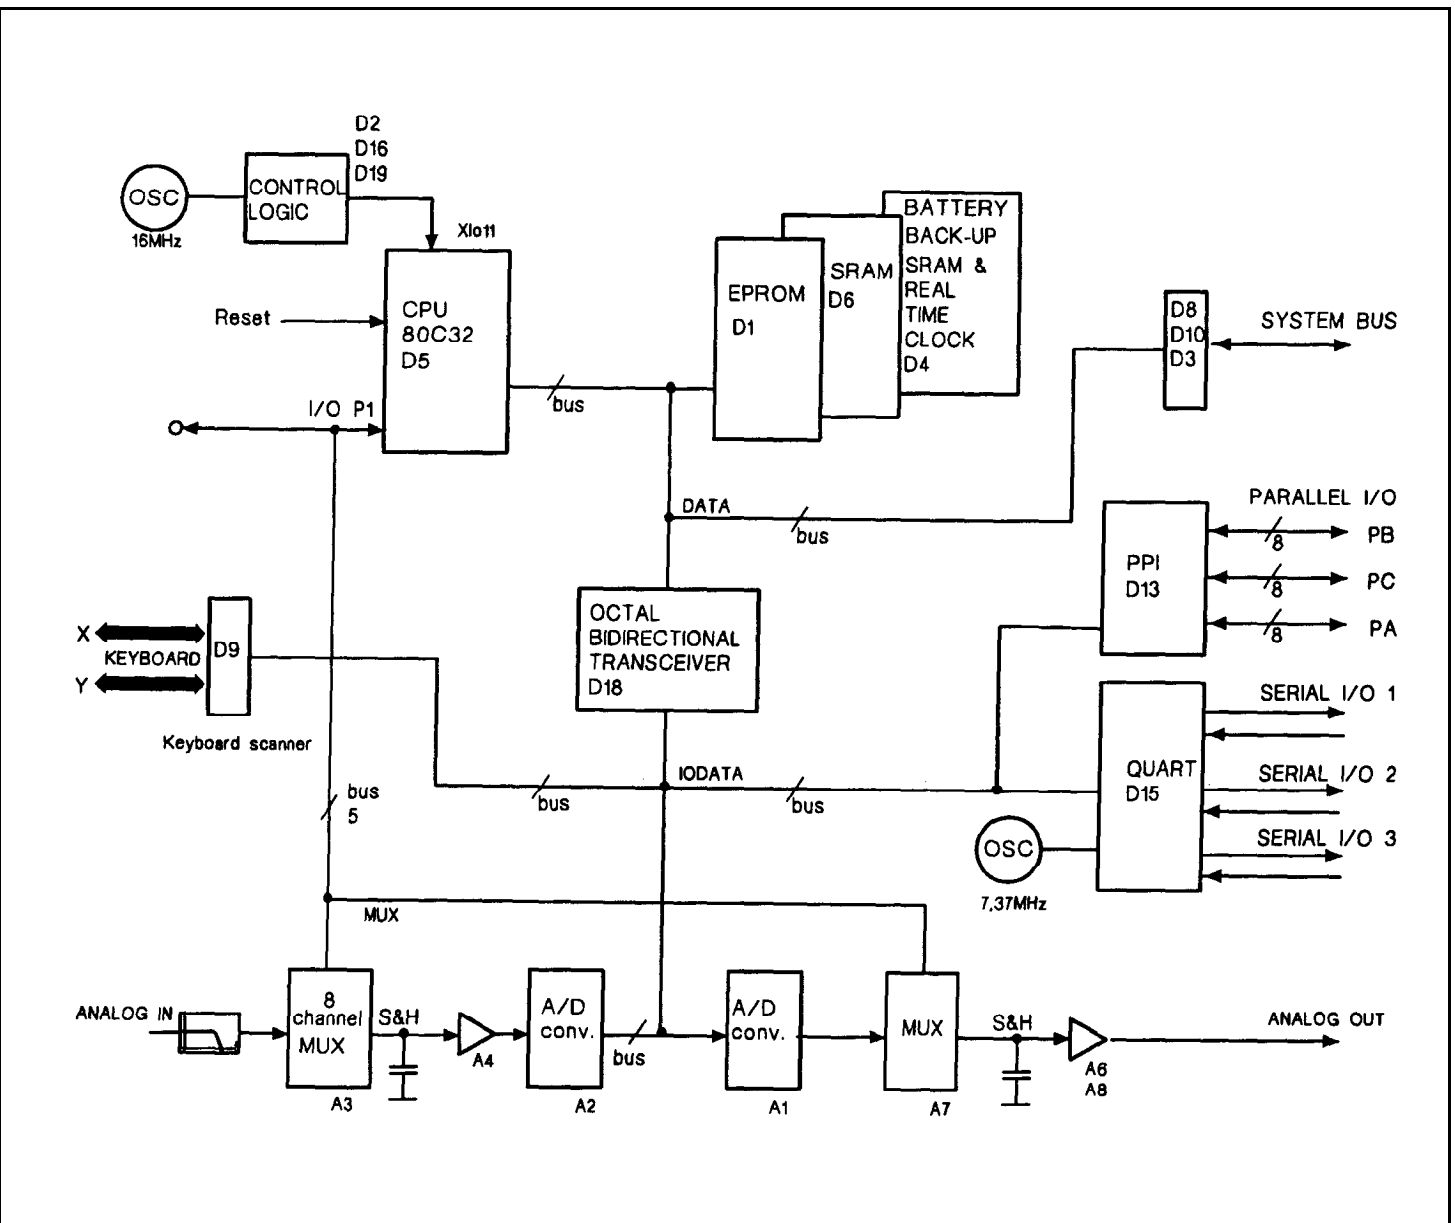 D2
D16
D19
OSC
16MHz
CONTROL
LOGIC
Xlo11
CPU
80C32
D5
Reset
I/O P1
bus
EPROM
D1
SRAM
D6
BATTERY
BACK-UP
SRAM &
REAL
TIME
CLOCK
D4
D8
D10
D3
SYSTEM BUS
DATA
bus
PARALLEL I/O
PPI
D13
8
PB
8
PC
8
PA
OCTAL
BIDIRECTIONAL
TRANSCEIVER
D18
X
KEYBOARD
Y
D9
Keyboard scanner
bus
5
IODATA
bus
bus
QUART
D15
SERIAL I/O 1
SERIAL I/O 2
SERIAL I/O 3
OSC
7,37MHz
MUX
ANALOG IN
8
channel
MUX
A3
S&H
A4
A/D
conv.
A2
bus
A/D
conv.
A1
MUX
A7
S&H
A6
A8
ANALOG OUT